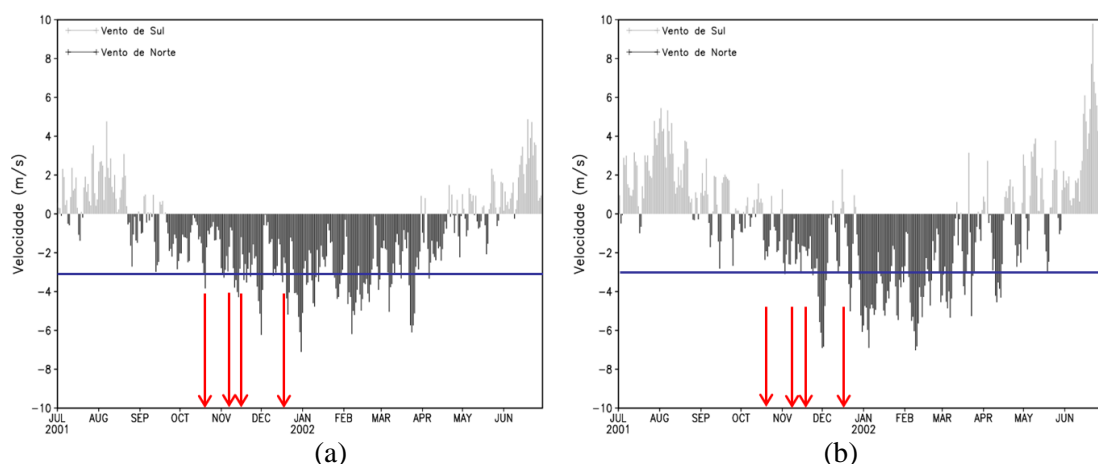 Vento de Sul
Vento de Norte
Velocidade (m/s)
10
8
6
4
2
0
-2
-4
-6
-8
-10
JUL AUG SEP OCT NOV DEC JAN FEB MAR APR MAY JUN
2001 2002
(a)
Vento de Sul
Vento de Norte
Velocidade (m/s)
10
8
6
4
2
0
-2
-4
-6
-8
-10
JUL AUG SEP OCT NOV DEC JAN FEB MAR APR MAY JUN
2001 2002
(b)